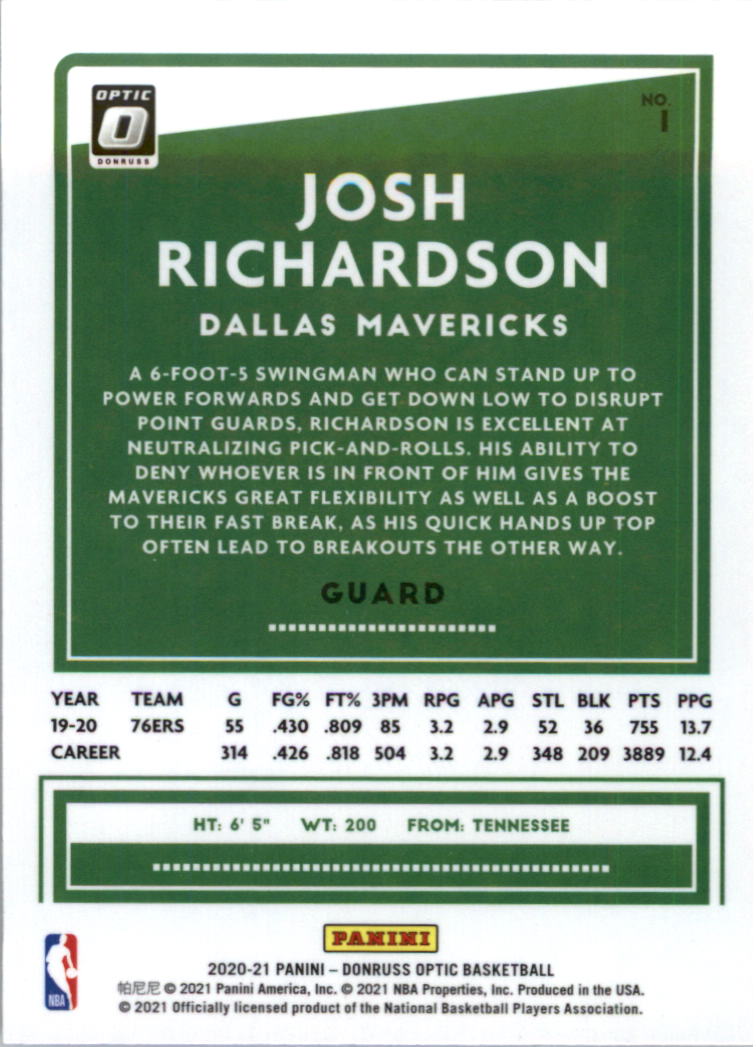 OPTIC
O
DONRUSS
NO.
1
JOSH
RICHARDSON
DALLAS MAVERICKS
A 6-FOOT-5 SWINGMAN WHO CAN STAND UP TO
POWER FORWARDS AND GET DOWN LOW TO DISRUPT
POINT GUARDS, RICHARDSON IS EXCELLENT AT
NEUTRALIZING PICK-AND-ROLLS. HIS ABILITY TO
DENY WHOEVER IS IN FRONT OF HIM GIVES THE
MAVERICKS GREAT FLEXIBILITY AS WELL AS A BOOST
TO THEIR FAST BREAK, AS HIS QUICK HANDS UP TOP
OFTEN LEAD TO BREAKOUTS THE OTHER WAY.
GUARD
YEAR TEAM G FG% FT% 3PM RPG APG STL BLK PTS PPG
19-20 76ERS 55 .430 .809 85 3.2 2.9 52 36 755 13.7
CAREER 314 .426 .818 504 3.2 2.9 348 209 3889 12.4
HT: 6' 5" WT: 200 FROM: TENNESSEE
PANINI
NBA
2020-21 PANINI – DONRUSS OPTIC BASKETBALL
帕尼尼 © 2021 Panini America, Inc. © 2021 NBA Properties, Inc. Produced in the USA.
© 2021 Officially licensed product of the National Basketball Players Association.